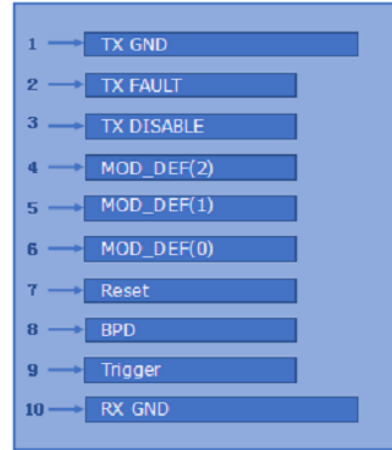 1 TX GND
2 TX FAULT
3 TX DISABLE
4 MOD_DEF(2)
5 MOD_DEF(1)
6 MOD_DEF(0)
7 Reset
8 BPD
9 Trigger
10 RX GND